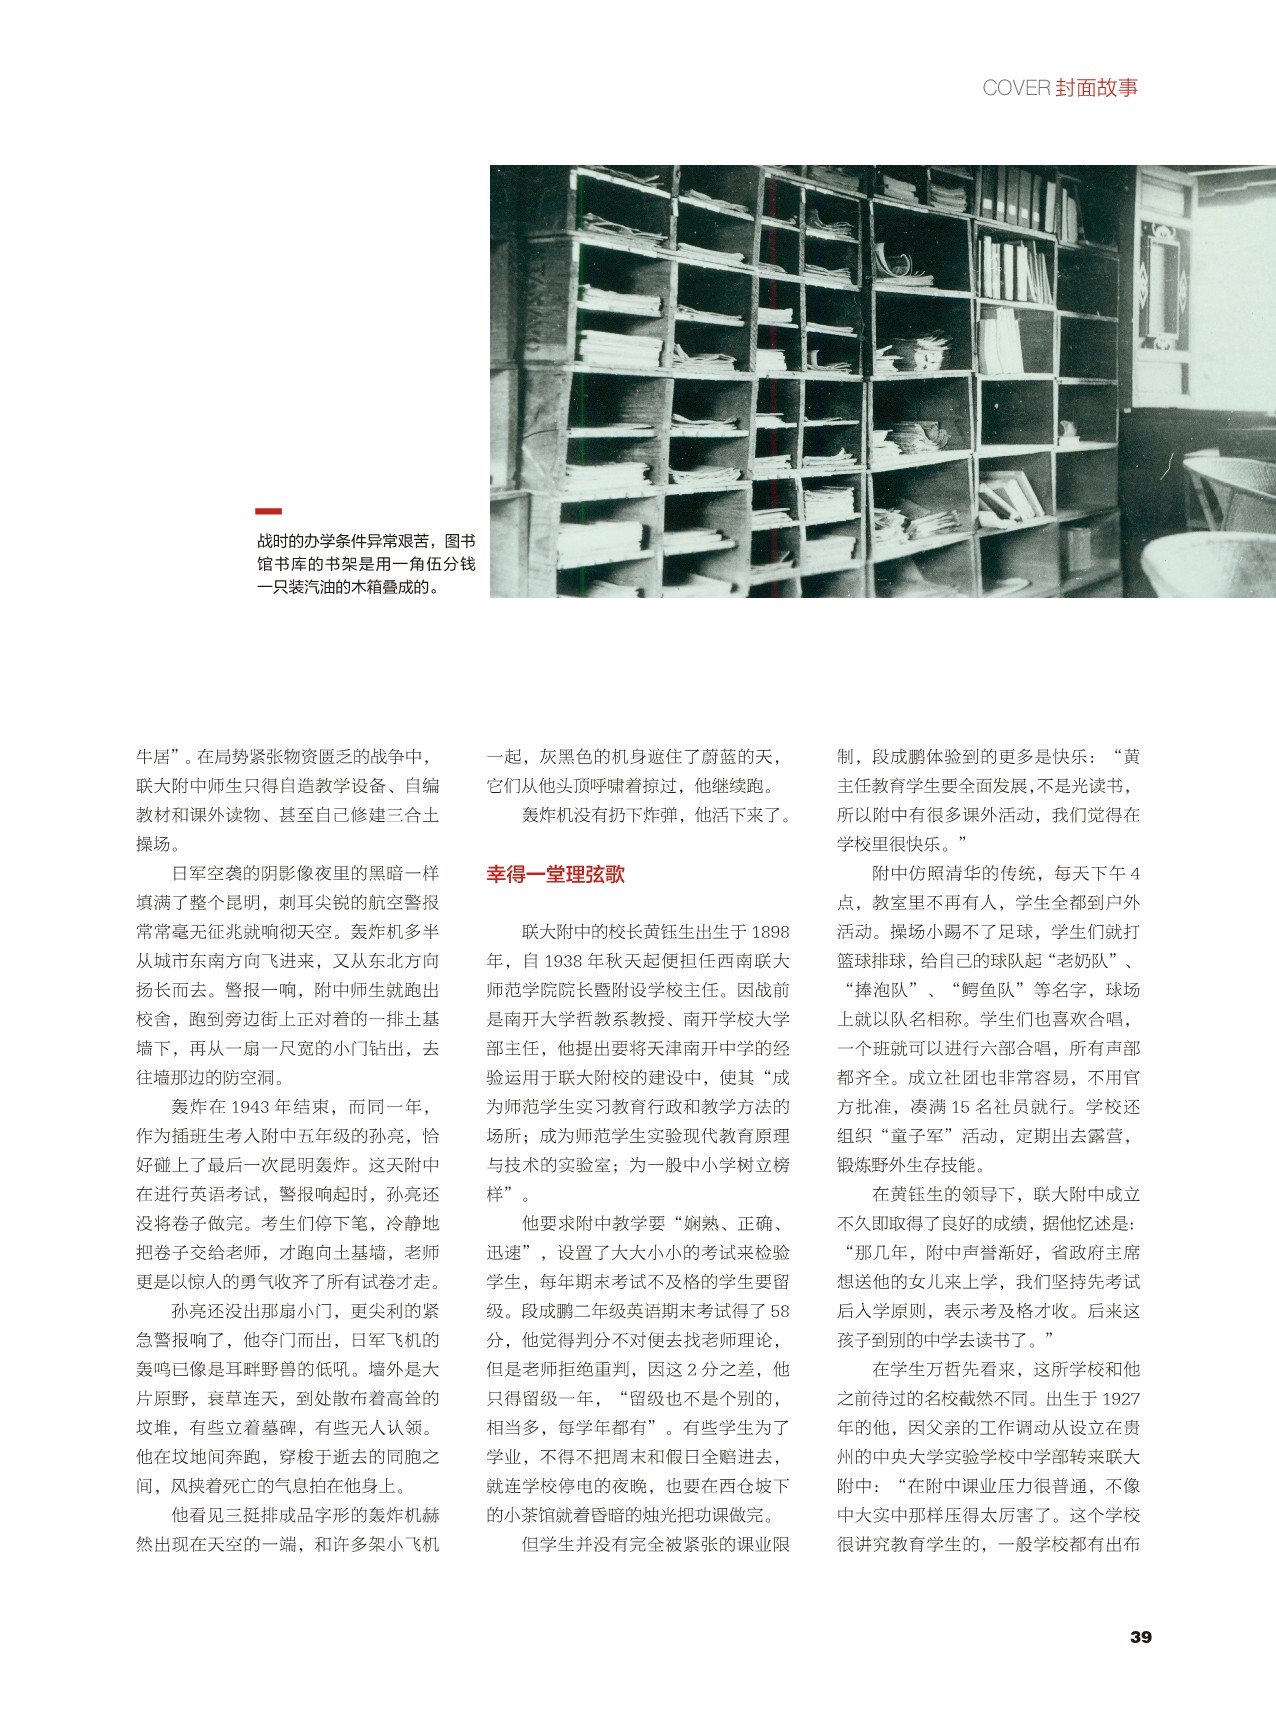 COVER 封面故事
战时的办学条件异常艰苦，图书
馆书库的书架是用一角伍分钱
一只装汽油的木箱叠成的。
牛居”。在局势紧张物资匮乏的战争中，
联大附中师生只得自造教学设备、自编
教材和课外读物、甚至自己修建三合土
操场。
日军空袭的阴影像夜里的黑暗一样
填满了整个昆明，刺耳尖锐的航空警报
常常毫无征兆就响彻天空。轰炸机多半
从城市东南方向飞进来，又从东北方向
扬长而去。警报一响，附中师生就跑出
校舍，跑到旁边街上正对着的一排土基
墙下，再从一扇一尺宽的小门钻出，去
往墙那边的防空洞。
轰炸在 1943 年结束，而同一年，
作为插班生考入附中五年级的孙亮，恰
好碰上了最后一次昆明轰炸。这天附中
在进行英语考试，警报响起时，孙亮还
没将卷子做完。考生们停下笔，冷静地
把卷子交给老师，才跑向土基墙，老师
更是以惊人的勇气收齐了所有试卷才走。
孙亮还没出那扇小门，更尖利的紧
急警报响了，他夺门而出，日军飞机的
轰鸣已像是耳畔野兽的低吼。墙外是大
片原野，衰草连天，到处散布着高耸的
坟堆，有些立着墓碑，有些无人认领。
他在坟地间奔跑，穿梭于逝去的同胞之
间，风挟着死亡的气息拍在他身上。
他看见三挺排成品字形的轰炸机赫
然出现在天空的一端，和许多架小飞机
一起，灰黑色的机身遮住了蔚蓝的天，
它们从他头顶呼啸着掠过，他继续跑。
轰炸机没有扔下炸弹，他活下来了。
幸得一堂理弦歌
联大附中的校长黄钰生出生于 1898
年，自 1938 年秋天起便担任西南联大
师范学院院长暨附设学校主任。因战前
是南开大学哲教系教授、南开学校大学
部主任，他提出要将天津南开中学的经
验运用于联大附校的建设中，使其“成
为师范学生实习教育行政和教学方法的
场所；成为师范学生实验现代教育原理
与技术的实验室；为一般中小学树立榜
样”。
他要求附中教学要“娴熟、正确、
迅速”，设置了大大小小的考试来检验
学生，每年期末考试不及格的学生要留
级。段成鹏二年级英语期末考试得了 58
分，他觉得判分不对便去找老师理论，
但是老师拒绝重判，因这 2 分之差，他
只得留级一年，“留级也不是个别的，
相当多，每学年都有”。有些学生为了
学业，不得不把周末和假日全赔进去，
就连学校停电的夜晚，也要在西仓坡下
的小茶馆就着昏暗的烛光把功课做完。
但学生并没有完全被紧张的课业限
制，段成鹏体验到的更多是快乐：“黄
主任教育学生要全面发展，不是光读书，
所以附中有很多课外活动，我们觉得在
学校里很快乐。”
附中仿照清华的传统，每天下午 4
点，教室里不再有人，学生全都到户外
活动。操场小踢不了足球，学生们就打
篮球排球，给自己的球队起“老奶队”、
“捧泡队”、“鳄鱼队”等名字，球场
上就以队名相称。学生们也喜欢合唱，
一个班就可以进行六部合唱，所有声部
都齐全。成立社团也非常容易，不用官
方批准，凑满 15 名社员就行。学校还
组织“童子军”活动，定期出去露营，
锻炼野外生存技能。
在黄钰生的领导下，联大附中成立
不久即取得了良好的成绩，据他忆述是：
“那几年，附中声誉渐好，省政府主席
想送他的女儿来上学，我们坚持先考试
后入学原则，表示考及格才收。后来这
孩子到别的中学去读书了。”
在学生万哲先看来，这所学校和他
之前待过的名校截然不同。出生于 1927
年的他，因父亲的工作调动从设立在贵
州的中央大学实验学校中学部转来联大
附中：“在附中课业压力很普通，不像
中大实中那样压得太厉害了。这个学校
很讲究教育学生的，一般学校都有出布
39